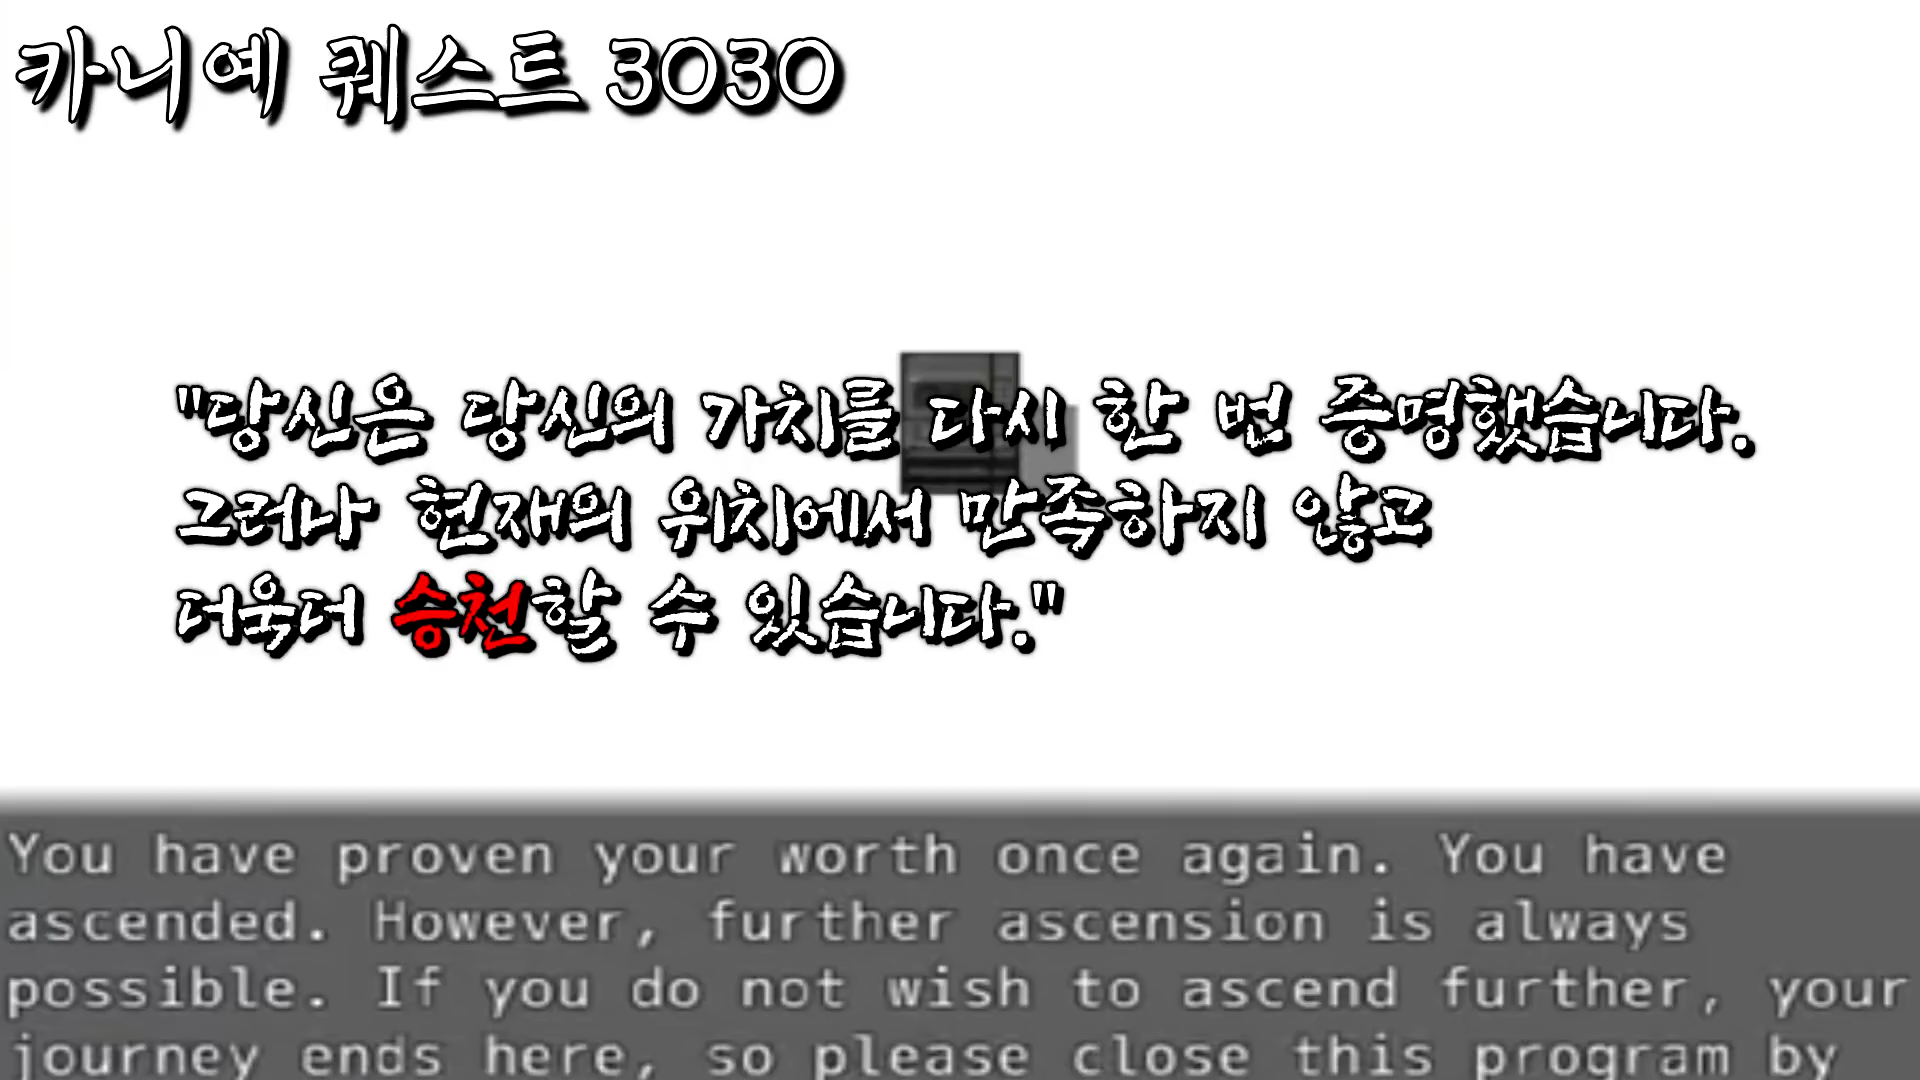 카니예 퀘스트 3030
"당신은 당신의 가치를 다시 한 번 증명했습니다.
그러나 현재의 위치에서 만족하지 않고
더욱더 승천할 수 있습니다."
You have proven your worth once again. You have
ascended. However, further ascension is always
possible. If you do not wish to ascend further, your
journey ends here, so please close this program by